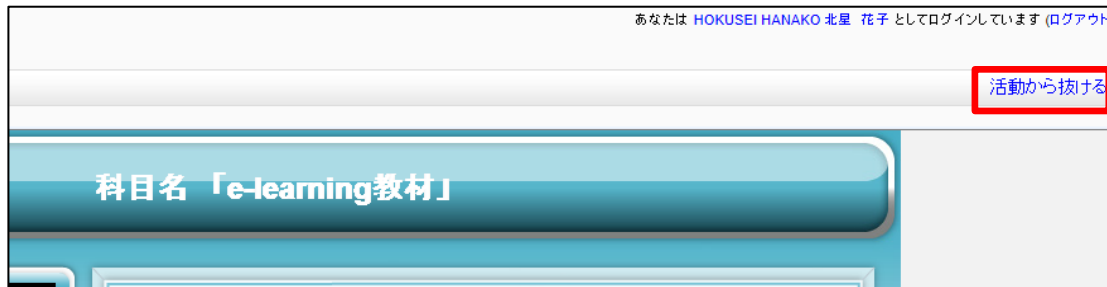 あなたは HOKUSEI HANAKO 北星 花子 としてログインしています (ログアウト
活動から抜ける
科目名「e-learning教材」